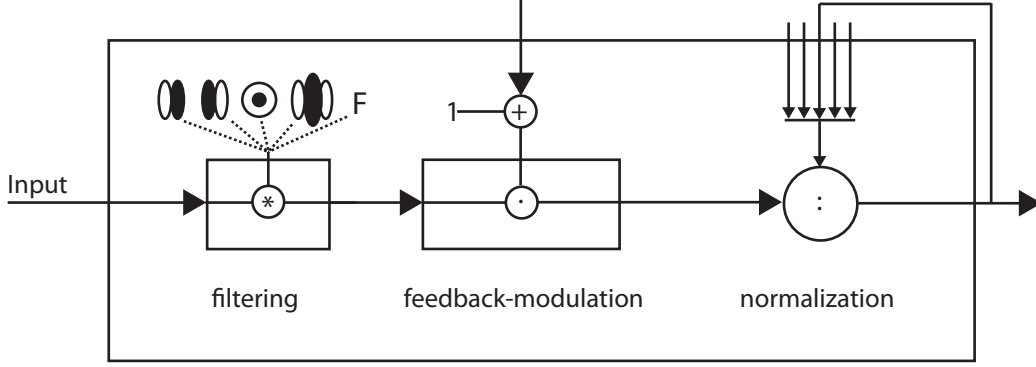 F
1
+
Input
*
·
:
filtering
feedback-modulation
normalization